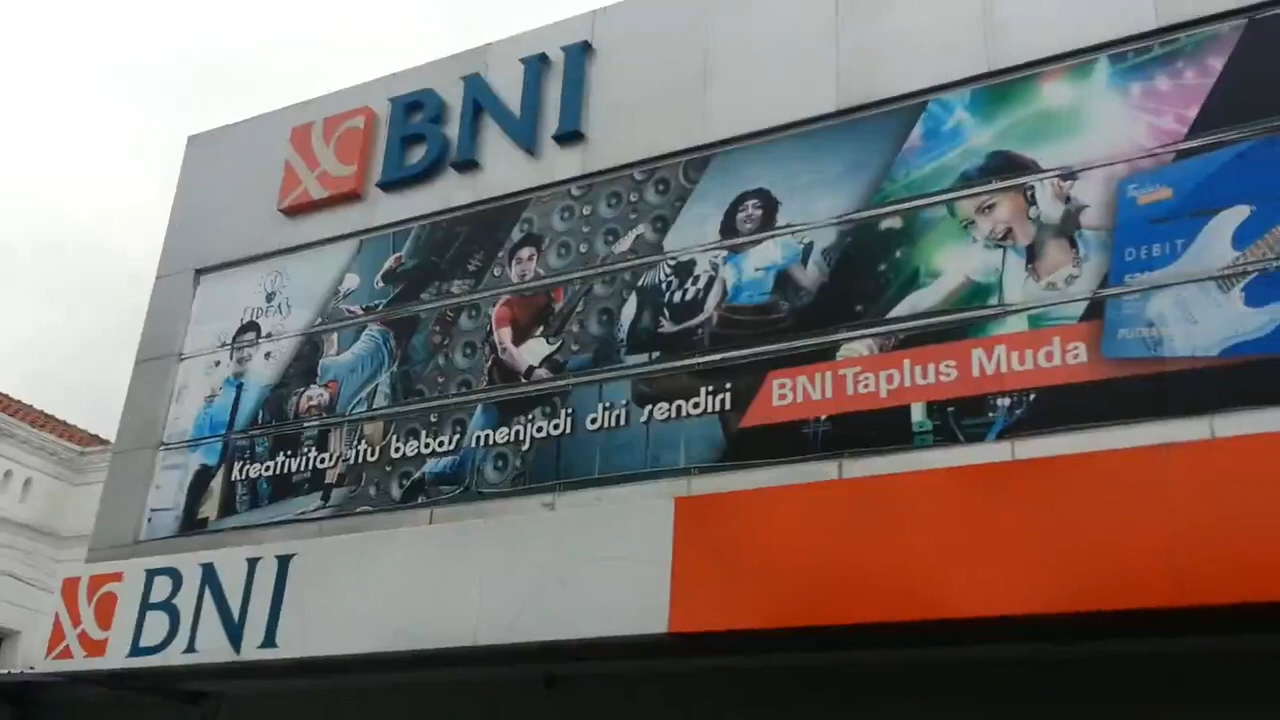 BNI
IDEAS
Kreativitas itu bebas menjadi diri sendiri
BNI Taplus Muda
DEBIT
BNI